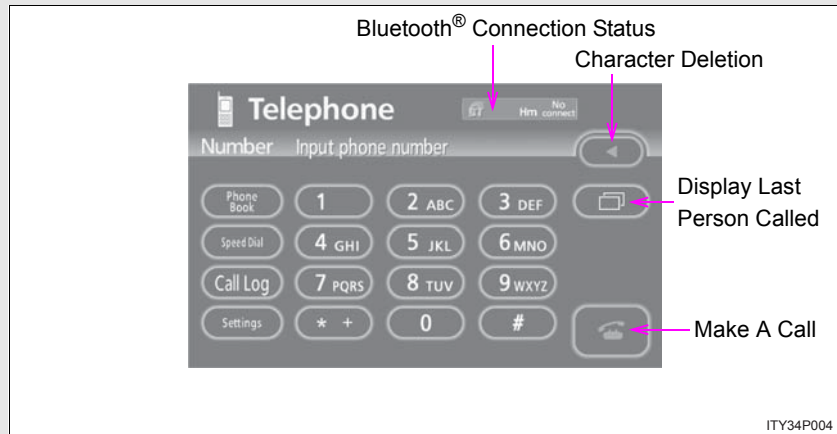 Bluetooth® Connection Status
Character Deletion
Telephone
Hm No connect
Number Input phone number
Phone Book 1 2 ABC 3 DEF
Display Last Person Called
Speed Dial 4 GHI 5 JKL 6 MNO
Call Log 7 PQRS 8 TUV 9 WXYZ
Settings * + 0 #
Make A Call
ITY34P004